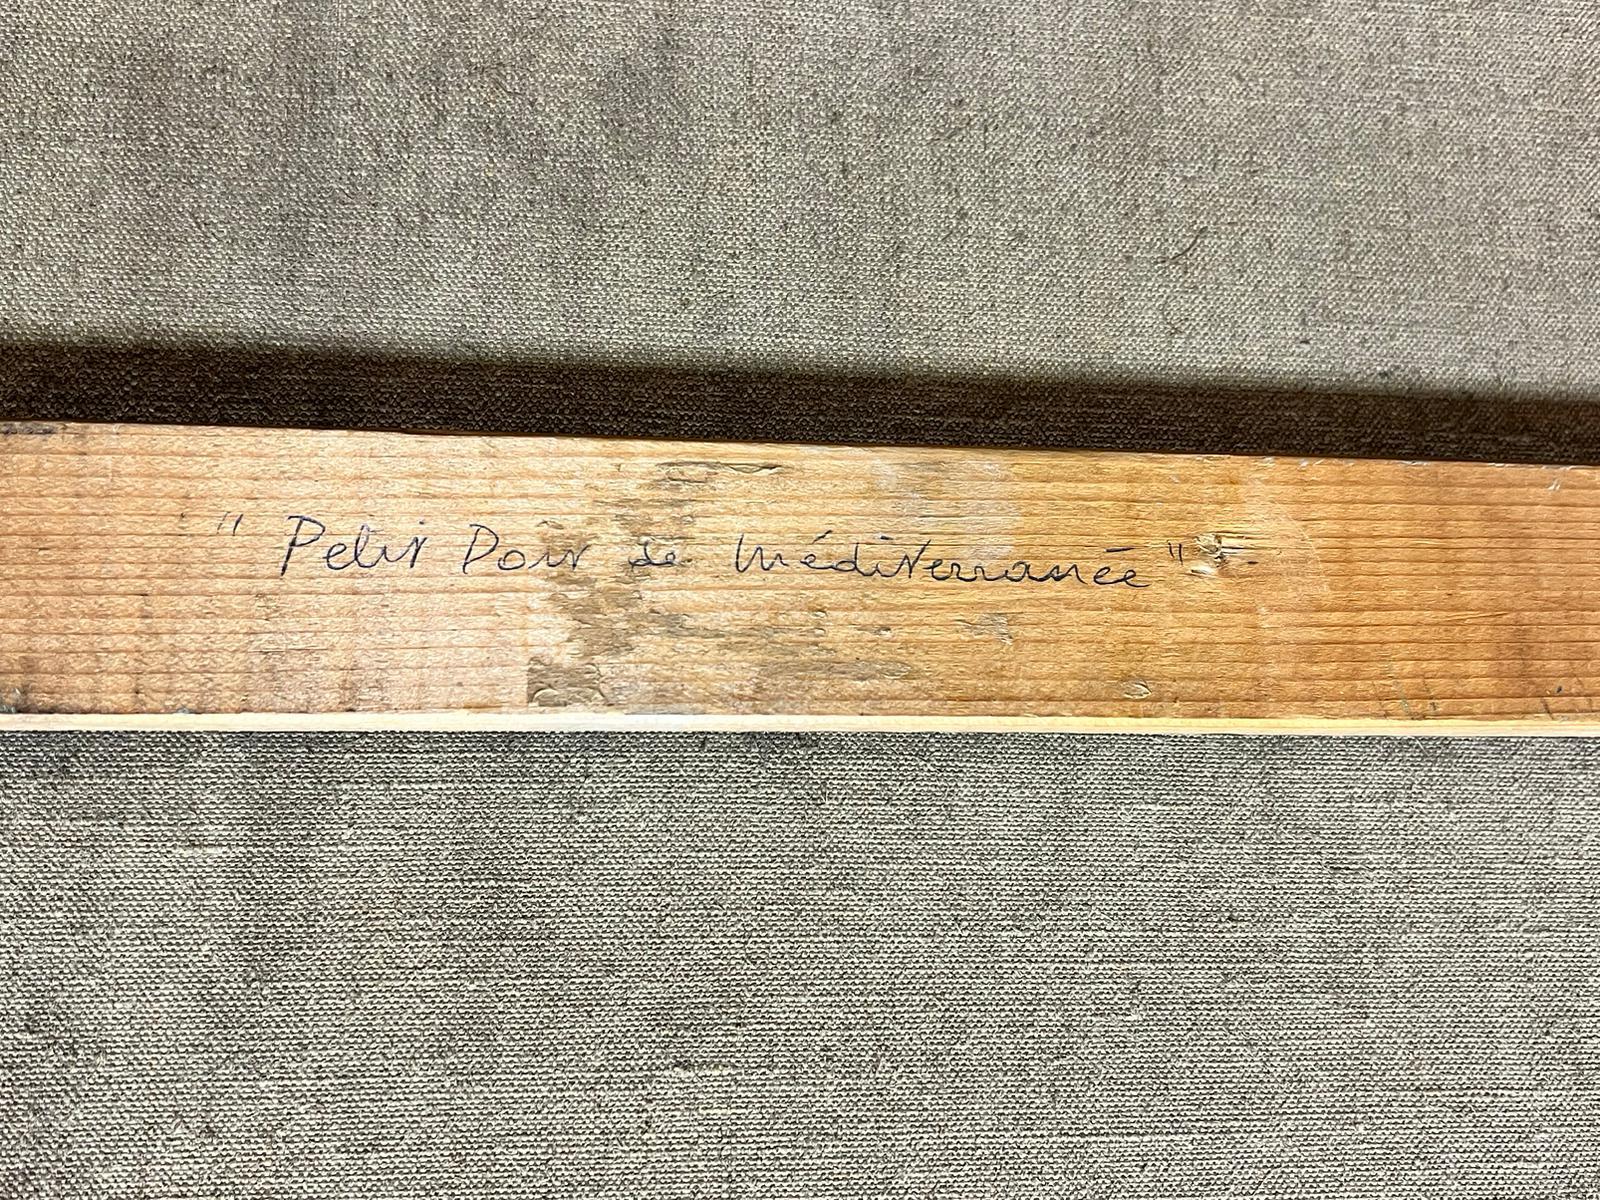 " Petit Port de Méditerranée "